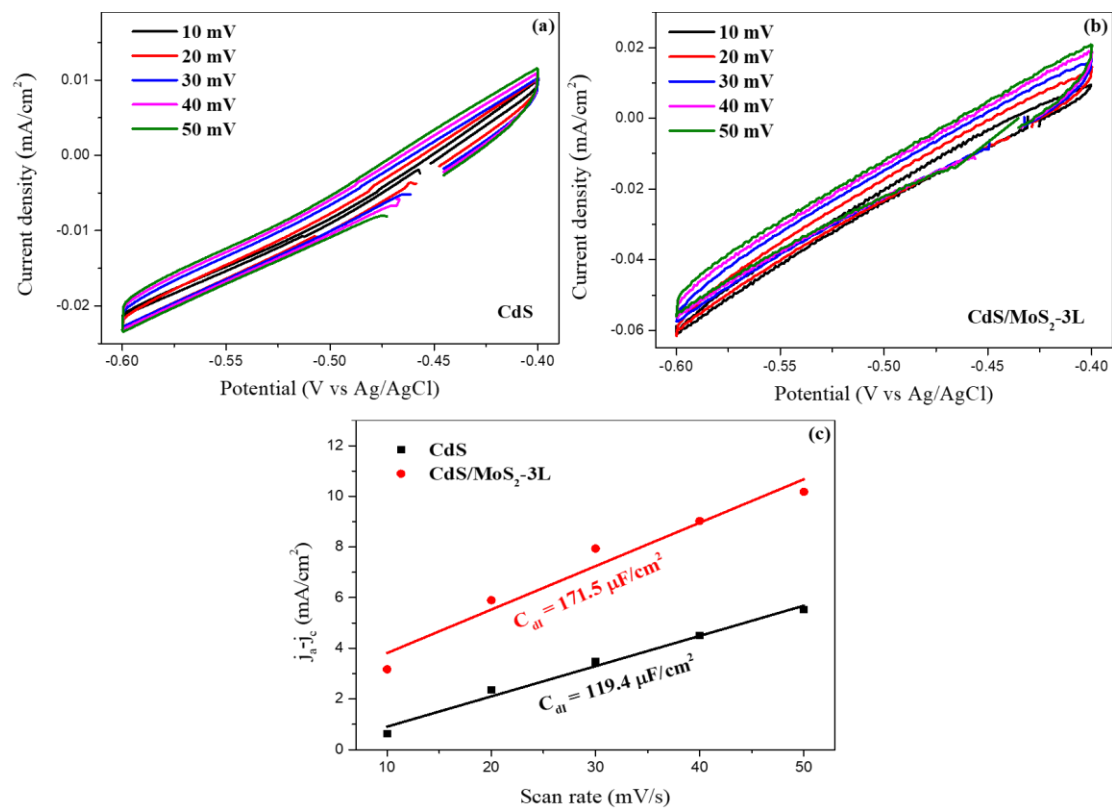 (a)
10 mV
20 mV
30 mV
40 mV
50 mV
0.01
0.00
-0.01
-0.02
Current density (mA/cm²)
CdS
-0.60
-0.55
-0.50
-0.45
-0.40
Potential (V vs Ag/AgCl)
(b)
10 mV
20 mV
30 mV
40 mV
50 mV
0.02
0.00
-0.02
-0.04
-0.06
Current density (mA/cm²)
CdS/MoS₂-3L
-0.60
-0.55
-0.50
-0.45
-0.40
Potential (V vs Ag/AgCl)
(c)
CdS
CdS/MoS₂-3L
12
10
8
6
4
2
0
jₐ-j꜀ (mA/cm²)
C_dl = 171.5 μF/cm²
C_dl = 119.4 μF/cm²
10
20
30
40
50
Scan rate (mV/s)